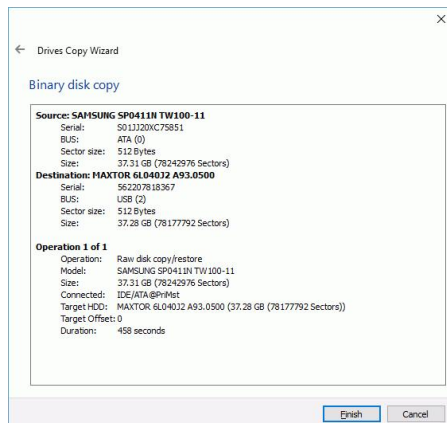 Drives Copy Wizard
Binary disk copy
Source: SAMSUNG SP0411N TW100-11
Serial: S01JJ20XC75851
BUS: ATA (0)
Sector size: 512 Bytes
Size: 37.31 GB (78242976 Sectors)
Destination: MAXTOR 6L040J2 A93.0500
Serial: 562207818367
BUS: USB (2)
Sector size: 512 Bytes
Size: 37.28 GB (78177792 Sectors)
Operation 1 of 1
Operation: Raw disk copy/restore
Model: SAMSUNG SP0411N TW100-11
Size: 37.31 GB (78242976 Sectors)
Connected: IDE/ATA@PriMst
Target HDD: MAXTOR 6L040J2 A93.0500 (37.28 GB (78177792 Sectors))
Target Offset: 0
Duration: 458 seconds
Finish Cancel